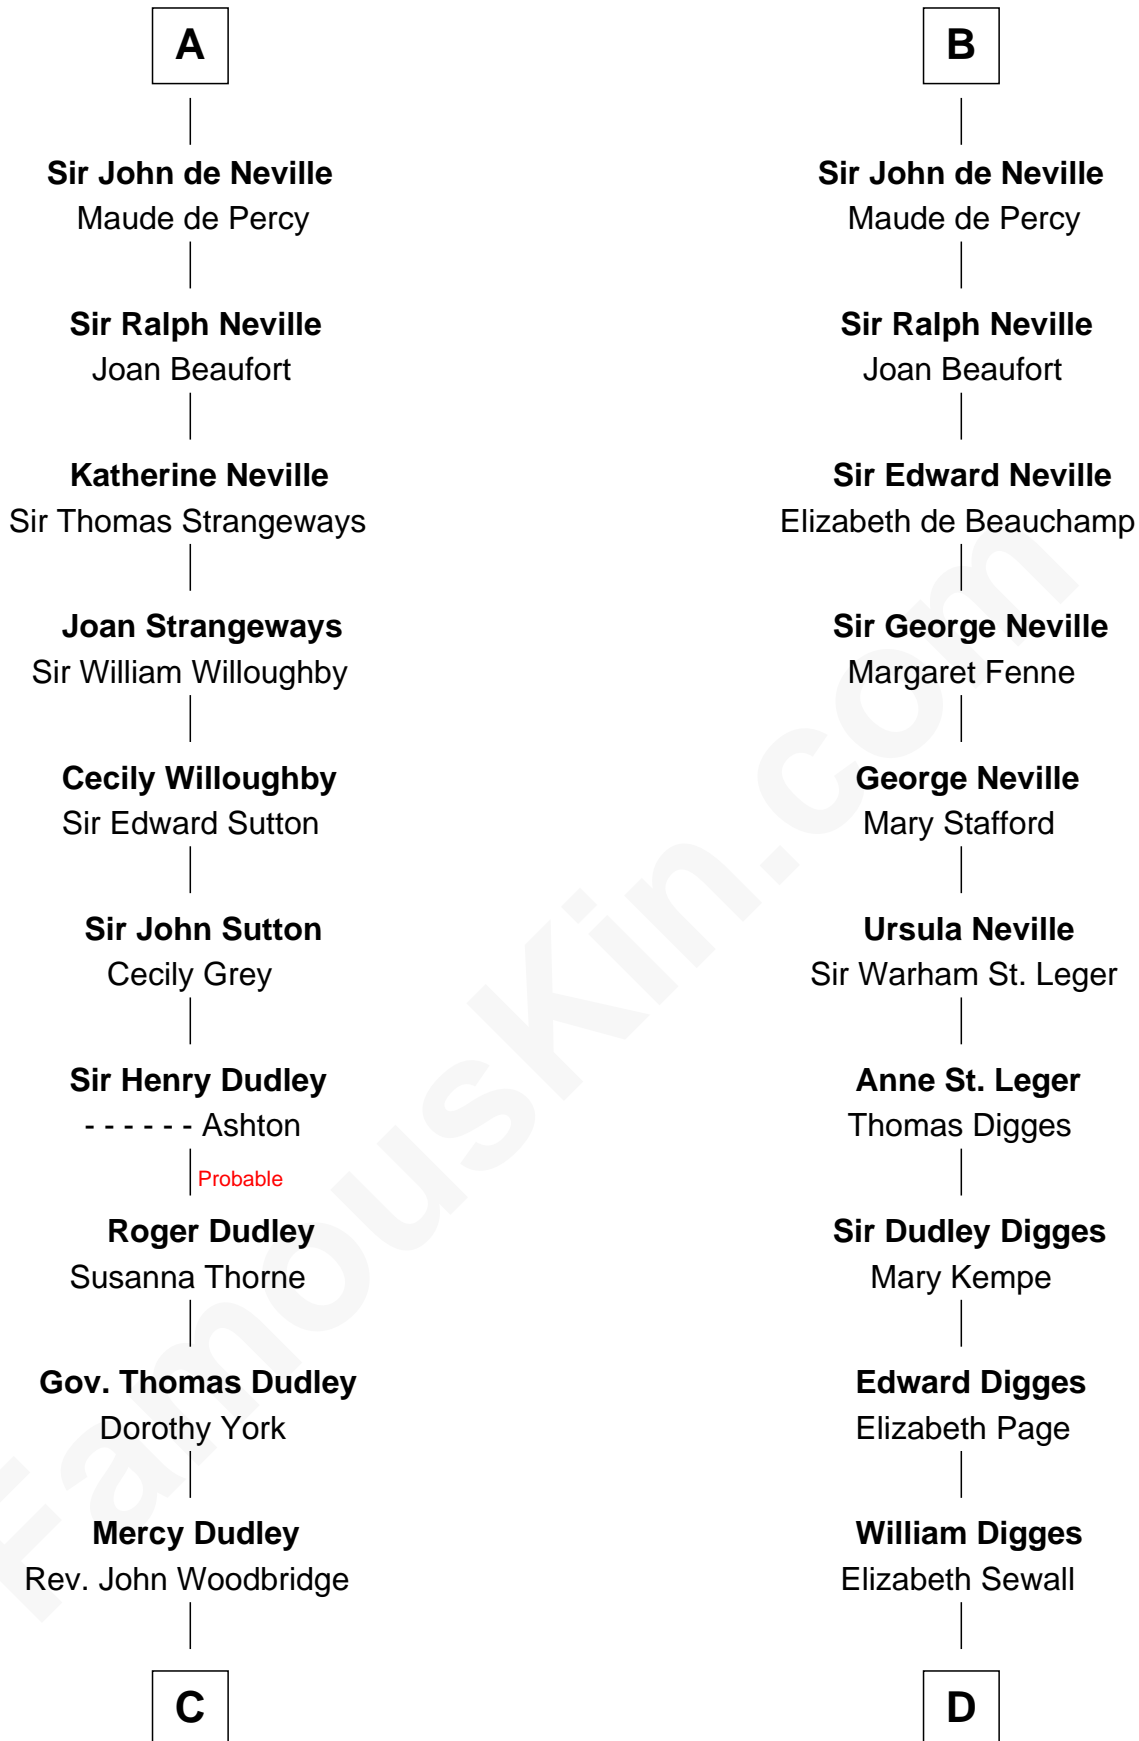 A
Sir John de Neville
Maude de Percy
Sir Ralph Neville
Joan Beaufort
Katherine Neville
Sir Thomas Strangeways
Joan Strangeways
Sir William Willoughby
Cecily Willoughby
Sir Edward Sutton
Sir John Sutton
Cecily Grey
Sir Henry Dudley
- - - - - - Ashton
Probable
Roger Dudley
Susanna Thorne
Gov. Thomas Dudley
Dorothy York
Mercy Dudley
Rev. John Woodbridge
C
B
Sir John de Neville
Maude de Percy
Sir Ralph Neville
Joan Beaufort
Sir Edward Neville
Elizabeth de Beauchamp
Sir George Neville
Margaret Fenne
George Neville
Mary Stafford
Ursula Neville
Sir Warham St. Leger
Anne St. Leger
Thomas Digges
Sir Dudley Digges
Mary Kempe
Edward Digges
Elizabeth Page
William Digges
Elizabeth Sewall
D
FamousKin.com